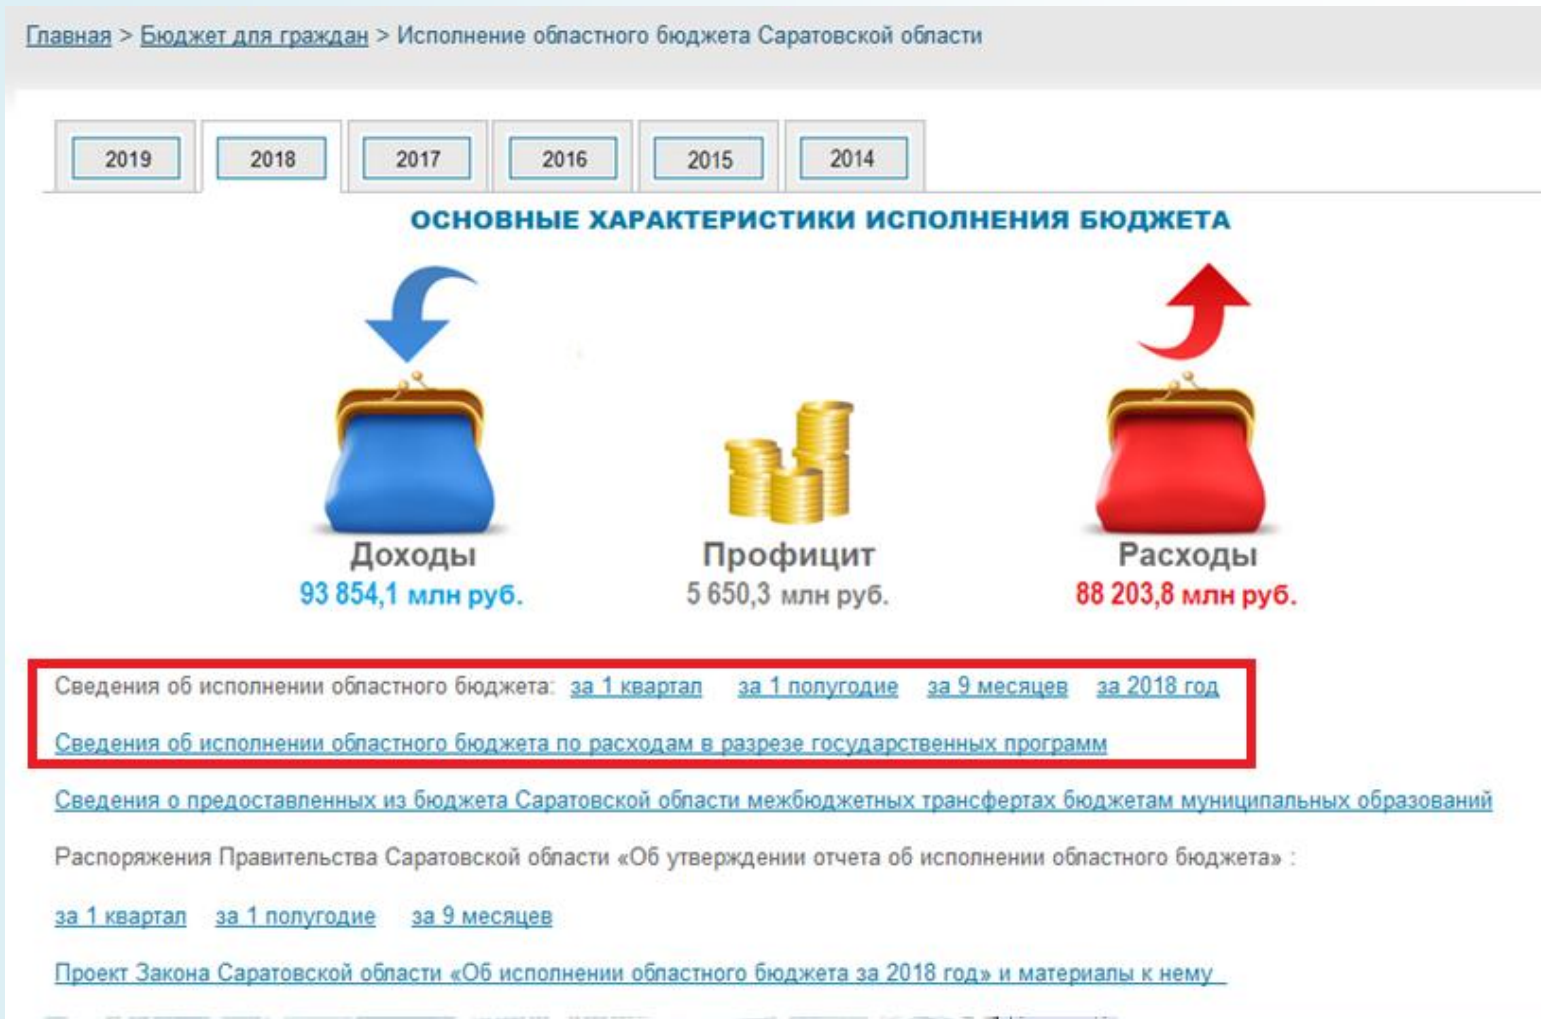 Главная > Бюджет для граждан > Исполнение областного бюджета Саратовской области
2019 2018 2017 2016 2015 2014
ОСНОВНЫЕ ХАРАКТЕРИСТИКИ ИСПОЛНЕНИЯ БЮДЖЕТА
Доходы Профицит Расходы
93 854,1 млн руб. 5 650,3 млн руб. 88 203,8 млн руб.
Сведения об исполнении областного бюджета: за 1 квартал за 1 полугодие за 9 месяцев за 2018 год
Сведения об исполнении областного бюджета по расходам в разрезе государственных программ
Сведения о предоставленных из бюджета Саратовской области межбюджетных трансфертах бюджетам муниципальных образований
Распоряжения Правительства Саратовской области «Об утверждении отчета об исполнении областного бюджета» :
за 1 квартал за 1 полугодие за 9 месяцев
Проект Закона Саратовской области «Об исполнении областного бюджета за 2018 год» и материалы к нему